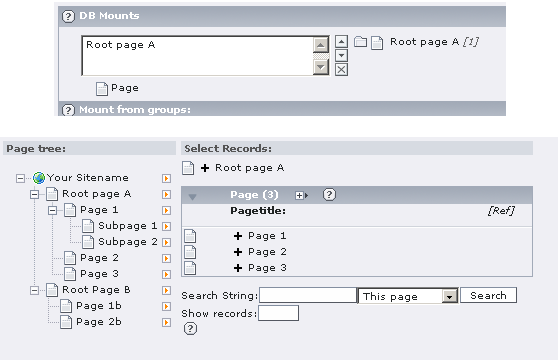 DB Mounts
Root page A
Root page A [1]
Page
Mount from groups:
Page tree:
Your Sitename
Root page A
Page 1
Subpage 1
Subpage 2
Page 2
Page 3
Root Page B
Page 1b
Page 2b
Select Records:
Root page A
Page (3)
Pagetitle: [Ref]
Page 1
Page 2
Page 3
Search String: This page Search
Show records: